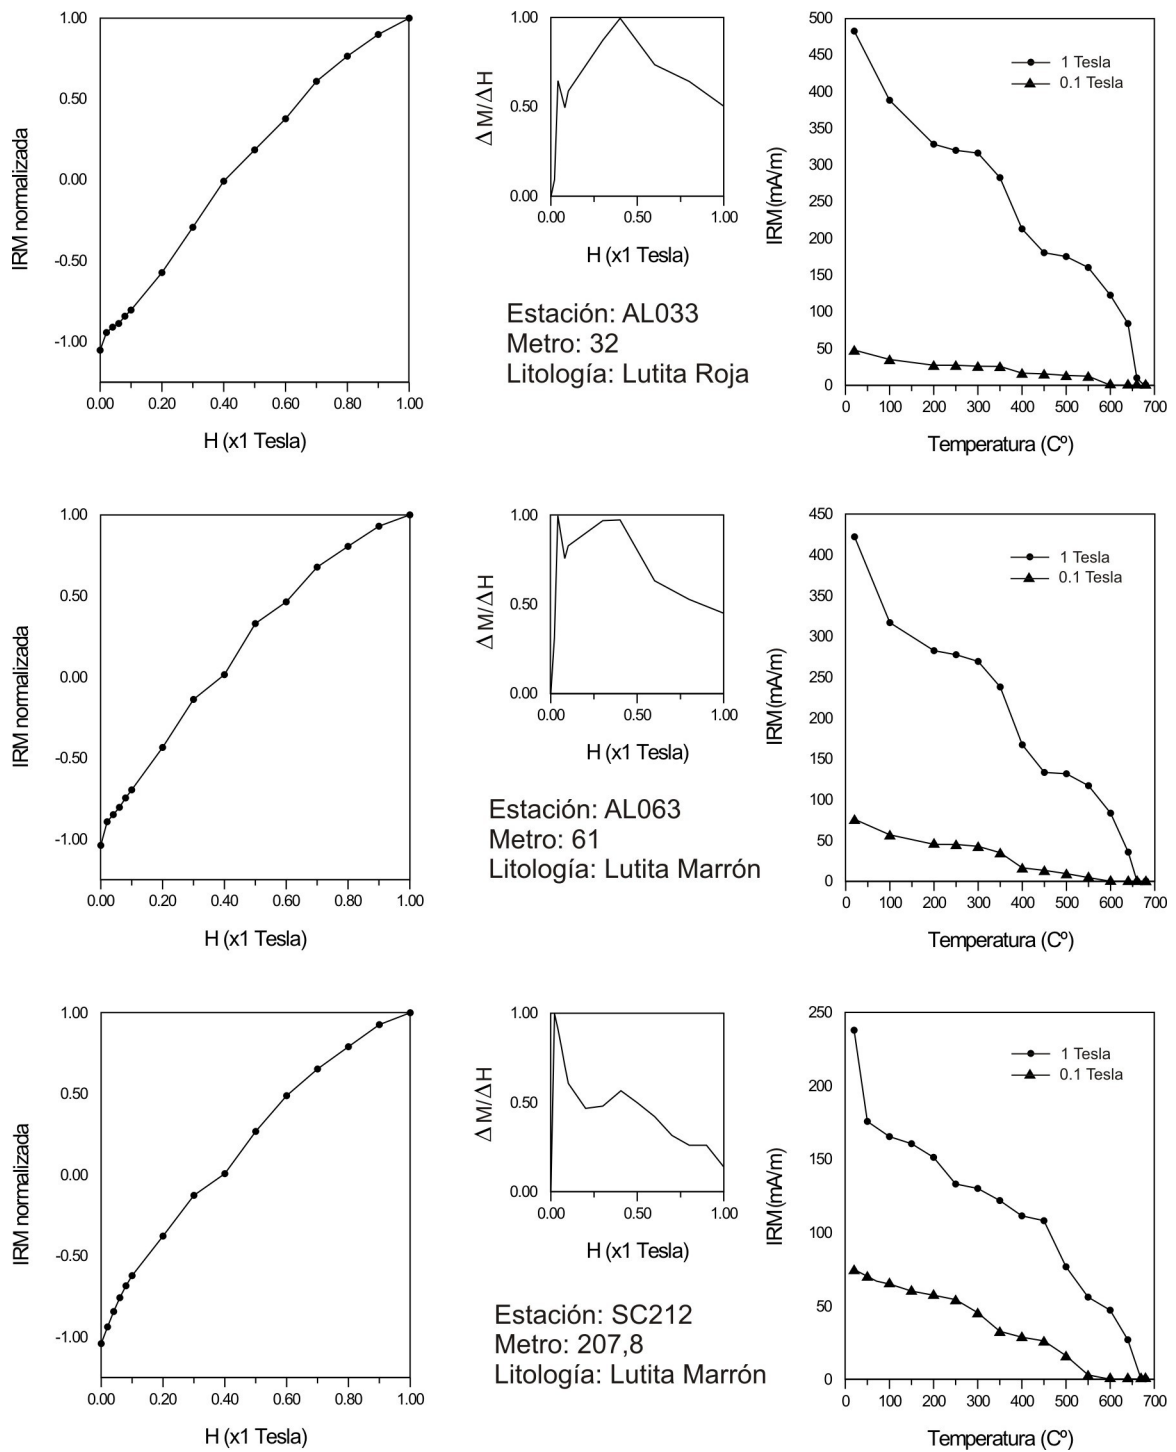 1.00
0.50
0.00
-0.50
-1.00
IRM normalizada
0.00 0.20 0.40 0.60 0.80 1.00
H (x1 Tesla)
1.00
0.50
0.00
Δ M/ΔH
0.00 0.50 1.00
H (x1 Tesla)
Estación: AL033
Metro: 32
Litología: Lutita Roja
500
450
400
350
300
250
200
150
100
50
0
IRM (mA/m)
1 Tesla
0.1 Tesla
0 100 200 300 400 500 600 700
Temperatura (Cº)
1.00
0.50
0.00
-0.50
-1.00
IRM normalizada
0.00 0.20 0.40 0.60 0.80 1.00
H (x1 Tesla)
1.00
0.50
0.00
Δ M/ΔH
0.00 0.50 1.00
H (x1 Tesla)
Estación: AL063
Metro: 61
Litología: Lutita Marrón
450
400
350
300
250
200
150
100
50
0
IRM (mA/m)
1 Tesla
0.1 Tesla
0 100 200 300 400 500 600 700
Temperatura (Cº)
1.00
0.50
0.00
-0.50
-1.00
IRM normalizada
0.00 0.20 0.40 0.60 0.80 1.00
H (x1 Tesla)
1.00
0.50
0.00
Δ M/ΔH
0.00 0.50 1.00
H (x1 Tesla)
Estación: SC212
Metro: 207,8
Litología: Lutita Marrón
250
200
150
100
50
0
IRM (mA/m)
1 Tesla
0.1 Tesla
0 100 200 300 400 500 600 700
Temperatura (Cº)